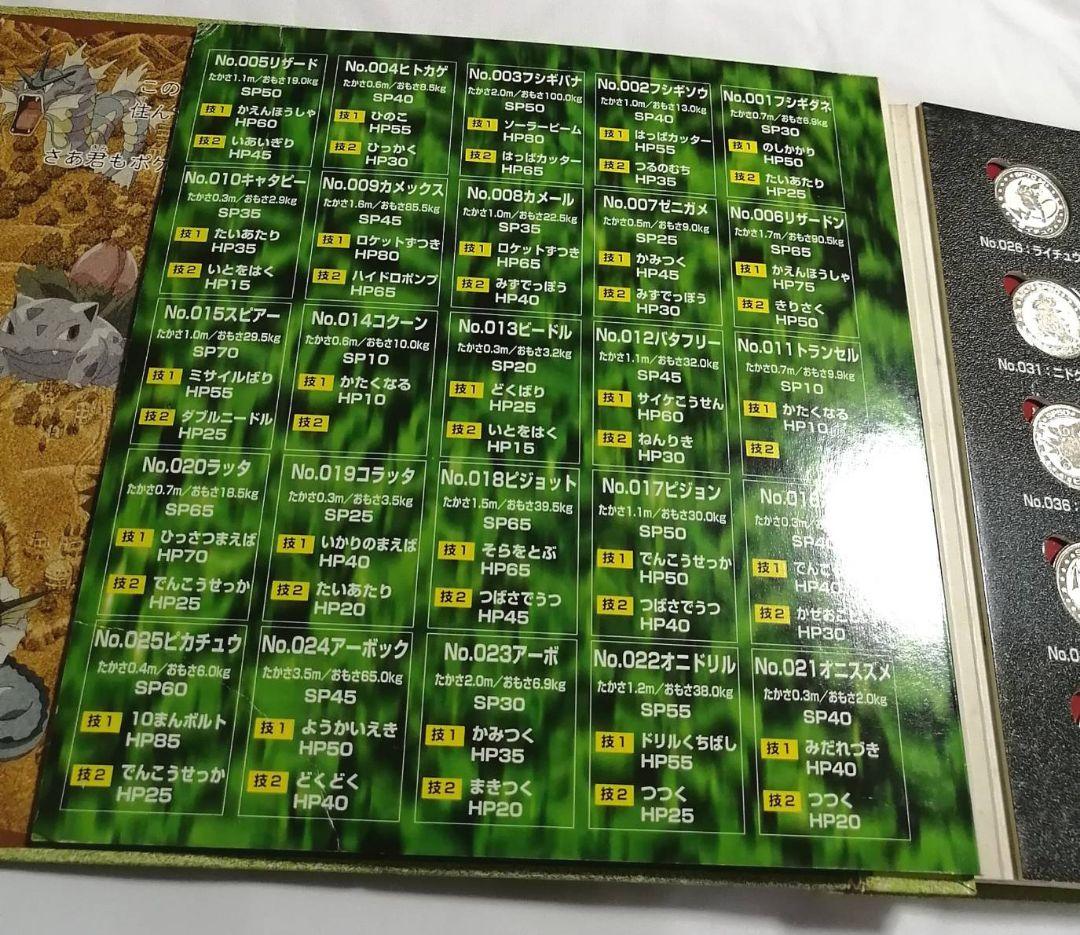 この
住ん
さあ君もポケ
No.005リザード
たかさ1.1m/おもさ19.0kg
SP50
技1 かえんほうしゃ
HP60
技2 いあいぎり
HP45
No.004ヒトカゲ
たかさ0.6m/おもさ8.5kg
SP40
技1 ひのこ
HP55
技2 ひっかく
HP30
No.003フシギバナ
たかさ2.0m/おもさ100.0kg
SP50
技1 ソーラービーム
HP80
技2 はっぱカッター
HP65
No.002フシギソウ
たかさ1.0m/おもさ13.0kg
SP40
技1 はっぱカッター
HP55
技2 つるのむち
HP35
No.001フシギダネ
たかさ0.7m/おもさ6.9kg
SP30
技1 のしかかり
HP50
技2 たいあたり
HP25
No.010キャタピー
たかさ0.3m/おもさ2.9kg
SP35
技1 たいあたり
HP35
技2 いとをはく
HP15
No.009カメックス
たかさ1.6m/おもさ85.5kg
SP45
技1 ロケットずつき
HP80
技2 ハイドロポンプ
HP65
No.008カメール
たかさ1.0m/おもさ22.5kg
SP35
技1 ロケットずつき
HP65
技2 みずでっぽう
HP40
No.007ゼニガメ
たかさ0.5m/おもさ9.0kg
SP25
技1 かみつく
HP45
技2 みずでっぽう
HP30
No.006リザードン
たかさ1.7m/おもさ90.5kg
SP65
技1 かえんほうしゃ
HP75
技2 きりさく
HP50
No.015スピアー
たかさ1.0m/おもさ29.5kg
SP70
技1 ミサイルばり
HP55
技2 ダブルニードル
HP25
No.014コクーン
たかさ0.6m/おもさ10.0kg
SP10
技1 かたくなる
HP10
技2
No.013ビードル
たかさ0.3m/おもさ3.2kg
SP20
技1 どくばり
HP25
技2 いとをはく
HP15
No.012バタフリー
たかさ1.1m/おもさ32.0kg
SP45
技1 サイケこうせん
HP60
技2 ねんりき
HP30
No.011トランセル
たかさ0.7m/おもさ9.9kg
SP10
技1 かたくなる
HP10
技2
No.020ラッタ
たかさ0.7m/おもさ18.5kg
SP65
技1 ひっさつまえば
HP70
技2 でんこうせっか
HP25
No.019コラッタ
たかさ0.3m/おもさ3.5kg
SP25
技1 いかりのまえば
HP40
技2 たいあたり
HP20
No.018ピジョット
たかさ1.5m/おもさ39.5kg
SP65
技1 そらをとぶ
HP65
技2 つばさでうつ
HP45
No.017ピジョン
たかさ1.1m/おもさ30.0kg
SP50
技1 でんこうせっか
HP50
技2 つばさでうつ
HP40
No.016
たかさ0.3m/
SP40
技1 でんこ
HP40
技2 かぜおこ
HP30
No.025ピカチュウ
たかさ0.4m/おもさ6.0kg
SP60
技1 10まんボルト
HP85
技2 でんこうせっか
HP25
No.024アーボック
たかさ3.5m/おもさ65.0kg
SP45
技1 ようかいえき
HP50
技2 どくどく
HP40
No.023アーボ
たかさ2.0m/おもさ6.9kg
SP30
技1 かみつく
HP35
技2 まきつく
HP20
No.022オニドリル
たかさ1.2m/おもさ38.0kg
SP55
技1 ドリルくちばし
HP55
技2 つつく
HP25
No.021オニスズメ
たかさ0.3m/おもさ2.0kg
SP40
技1 みだれづき
HP40
技2 つつく
HP20
No.026：ライチュウ
No.031：ニドク
No.036：
No.0